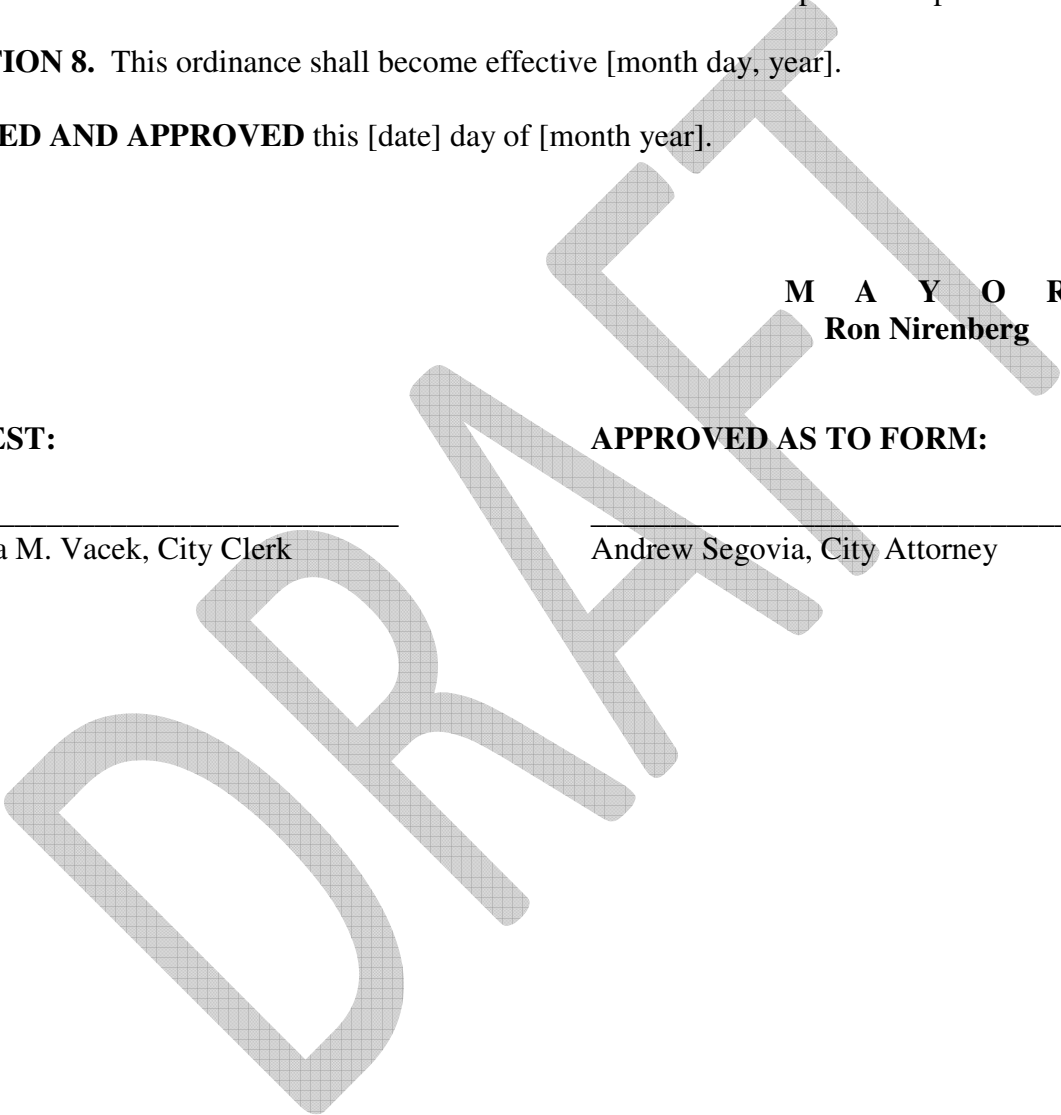 TION 8. This ordinance shall become effective [month day, year].
ED AND APPROVED this [date] day of [month year].
M A Y O R
Ron Nirenberg
EST:
APPROVED AS TO FORM:
a M. Vacek, City Clerk
Andrew Segovia, City Attorney
DRAFT